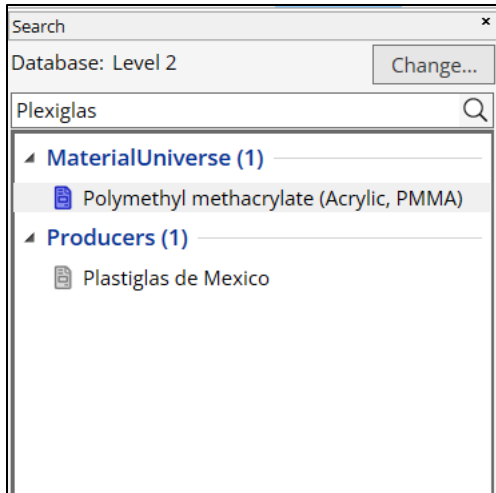 Search
Database: Level 2
Change...
Plexiglas
MaterialUniverse (1)
Polymethyl methacrylate (Acrylic, PMMA)
Producers (1)
Plastiglas de Mexico